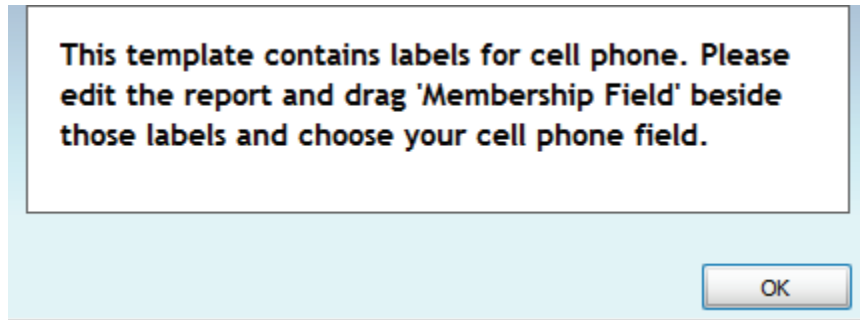 This template contains labels for cell phone. Please
edit the report and drag 'Membership Field' beside
those labels and choose your cell phone field.
OK